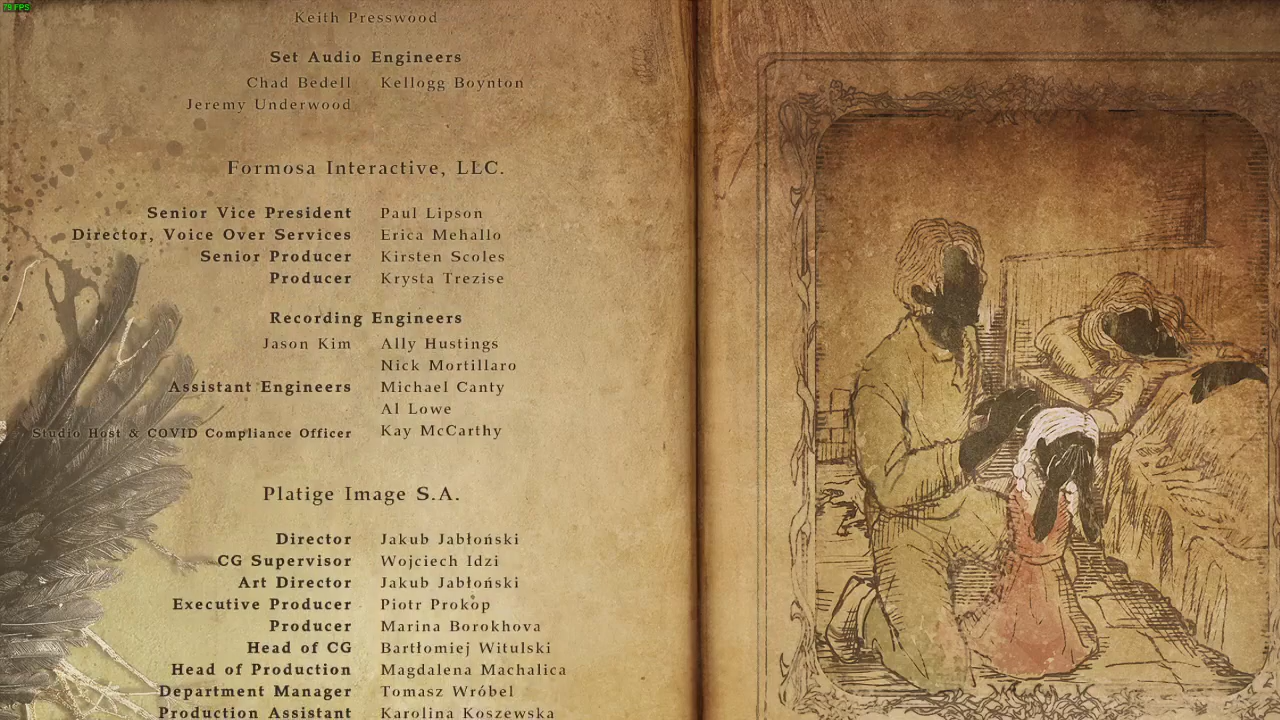 79 FPS
Keith Presswood
Set Audio Engineers
Chad Bedell Kellogg Boynton
Jeremy Underwood
Formosa Interactive, LLC.
Senior Vice President Paul Lipson
Director, Voice Over Services Erica Mehallo
Senior Producer Kirsten Scoles
Producer Krysta Trezise
Recording Engineers
Jason Kim Ally Hustings
Nick Mortillaro
Assistant Engineers Michael Canty
Al Lowe
Studio Host & COVID Compliance Officer Kay McCarthy
Platige Image S.A.
Director Jakub Jabłoński
CG Supervisor Wojciech Idzi
Art Director Jakub Jabłoński
Executive Producer Piotr Prokop
Producer Marina Borokhova
Head of CG Bartłomiej Witulski
Head of Production Magdalena Machalica
Department Manager Tomasz Wróbel
Production Assistant Karolina Koszewska